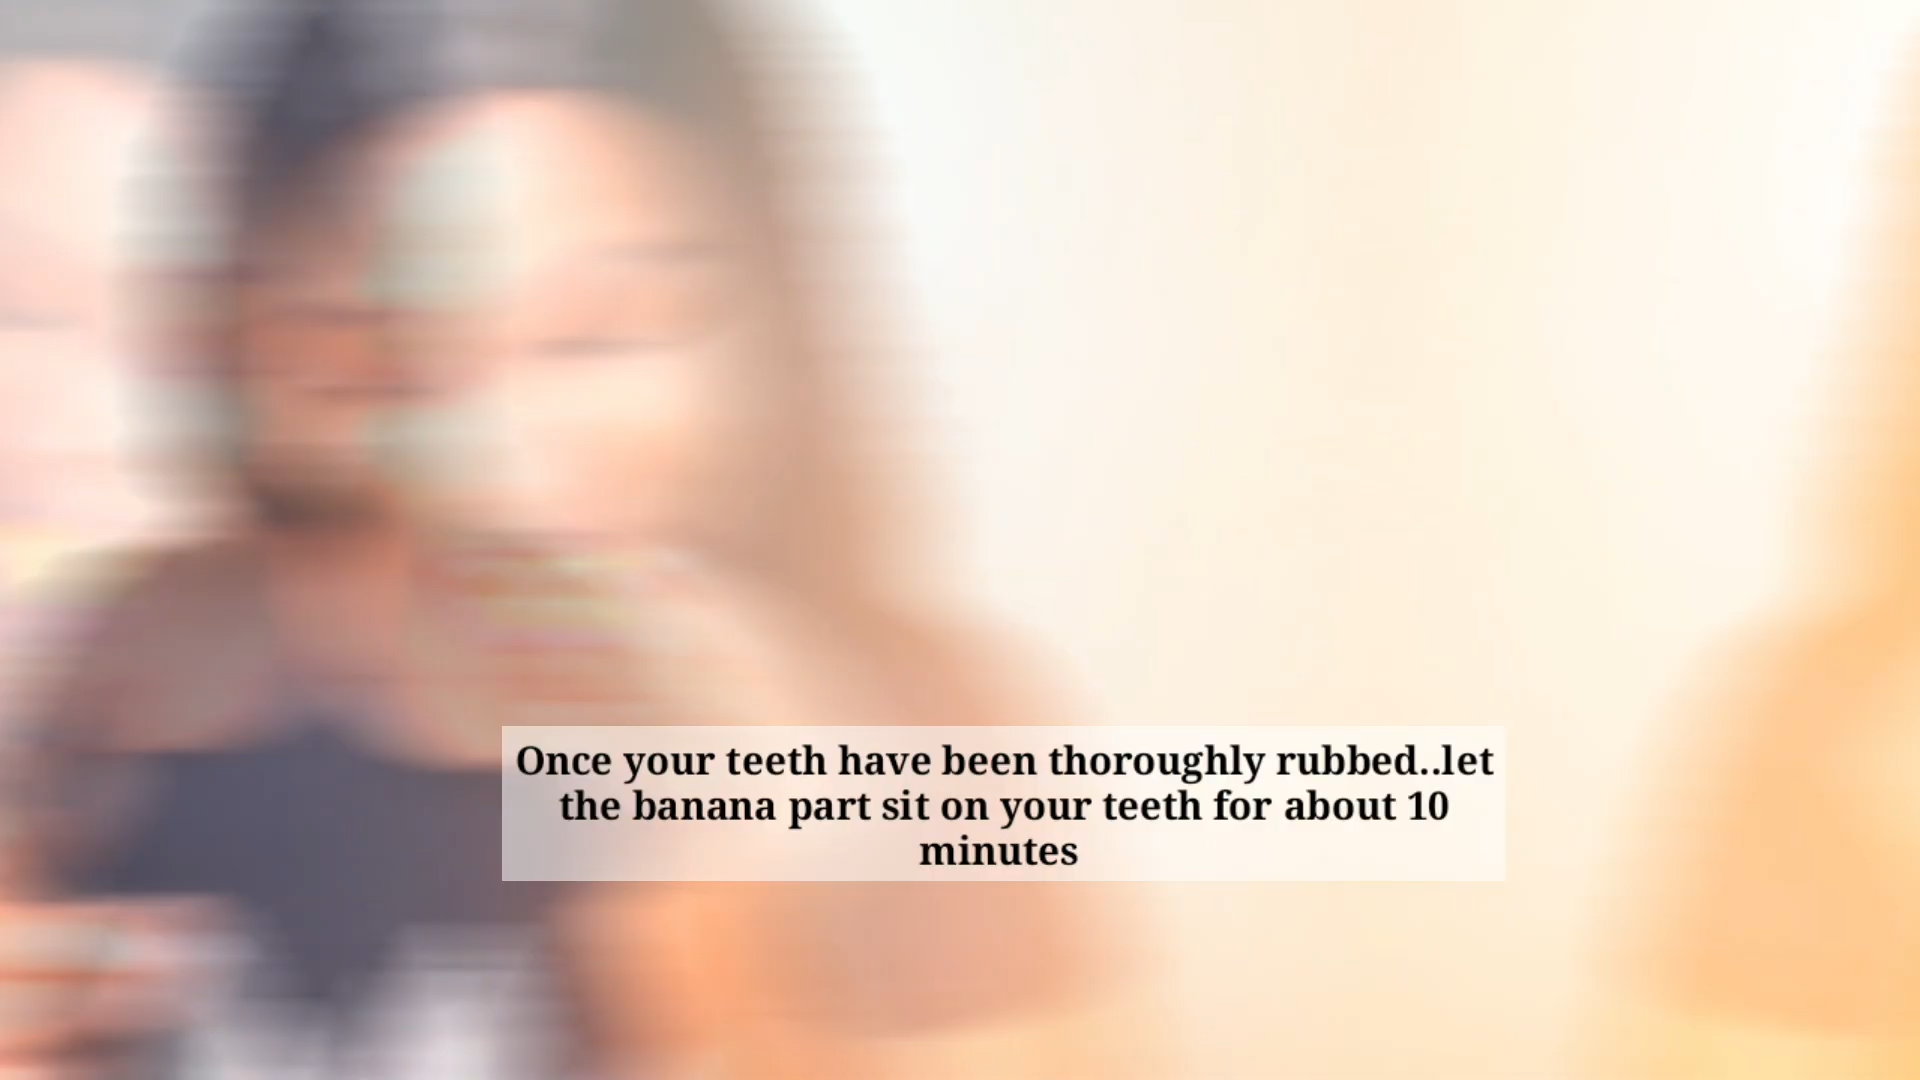 Once your teeth have been thoroughly rubbed..let
the banana part sit on your teeth for about 10
minutes